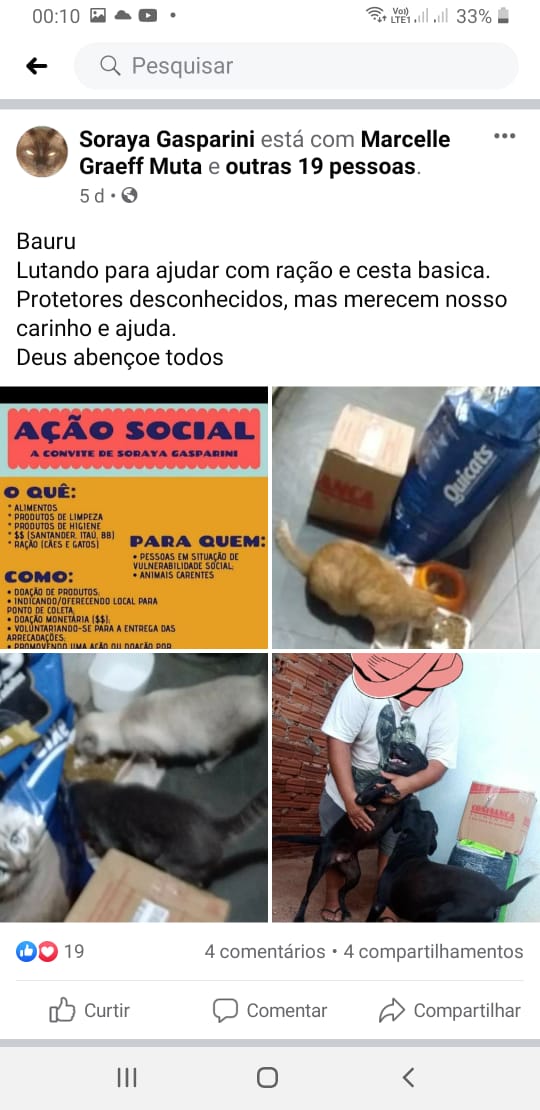 00:10
Vo)) LTE1
33%
Pesquisar
Soraya Gasparini está com Marcelle
Graeff Muta e outras 19 pessoas.
5 d
Bauru
Lutando para ajudar com ração e cesta basica.
Protetores desconhecidos, mas merecem nosso
carinho e ajuda.
Deus abençoe todos
AÇÃO SOCIAL
A CONVITE DE SORAYA GASPARINI
O QUÊ:
* ALIMENTOS
* PRODUTOS DE LIMPEZA
* PRODUTOS DE HIGIENE
* $$ (SANTANDER, ITAÚ, BB)
* RAÇÃO (CÃES E GATOS)
PARA QUEM:
• PESSOAS EM SITUAÇÃO DE
VULNERABILIDADE SOCIAL;
• ANIMAIS CARENTES
COMO:
• DOAÇÃO DE PRODUTOS;
• INDICANDO/OFERECENDO LOCAL PARA
PONTO DE COLETA;
• DOAÇÃO MONETÁRIA ($$);
• VOLUNTARIANDO-SE PARA A ENTREGA DAS
ARRECADAÇÕES;
• PROMOVENDO UMA AÇÃO OU DOAÇÃO POR
Quicats
ANÇA
CONFIANÇA
19
4 comentários • 4 compartilhamentos
Curtir
Comentar
Compartilhar